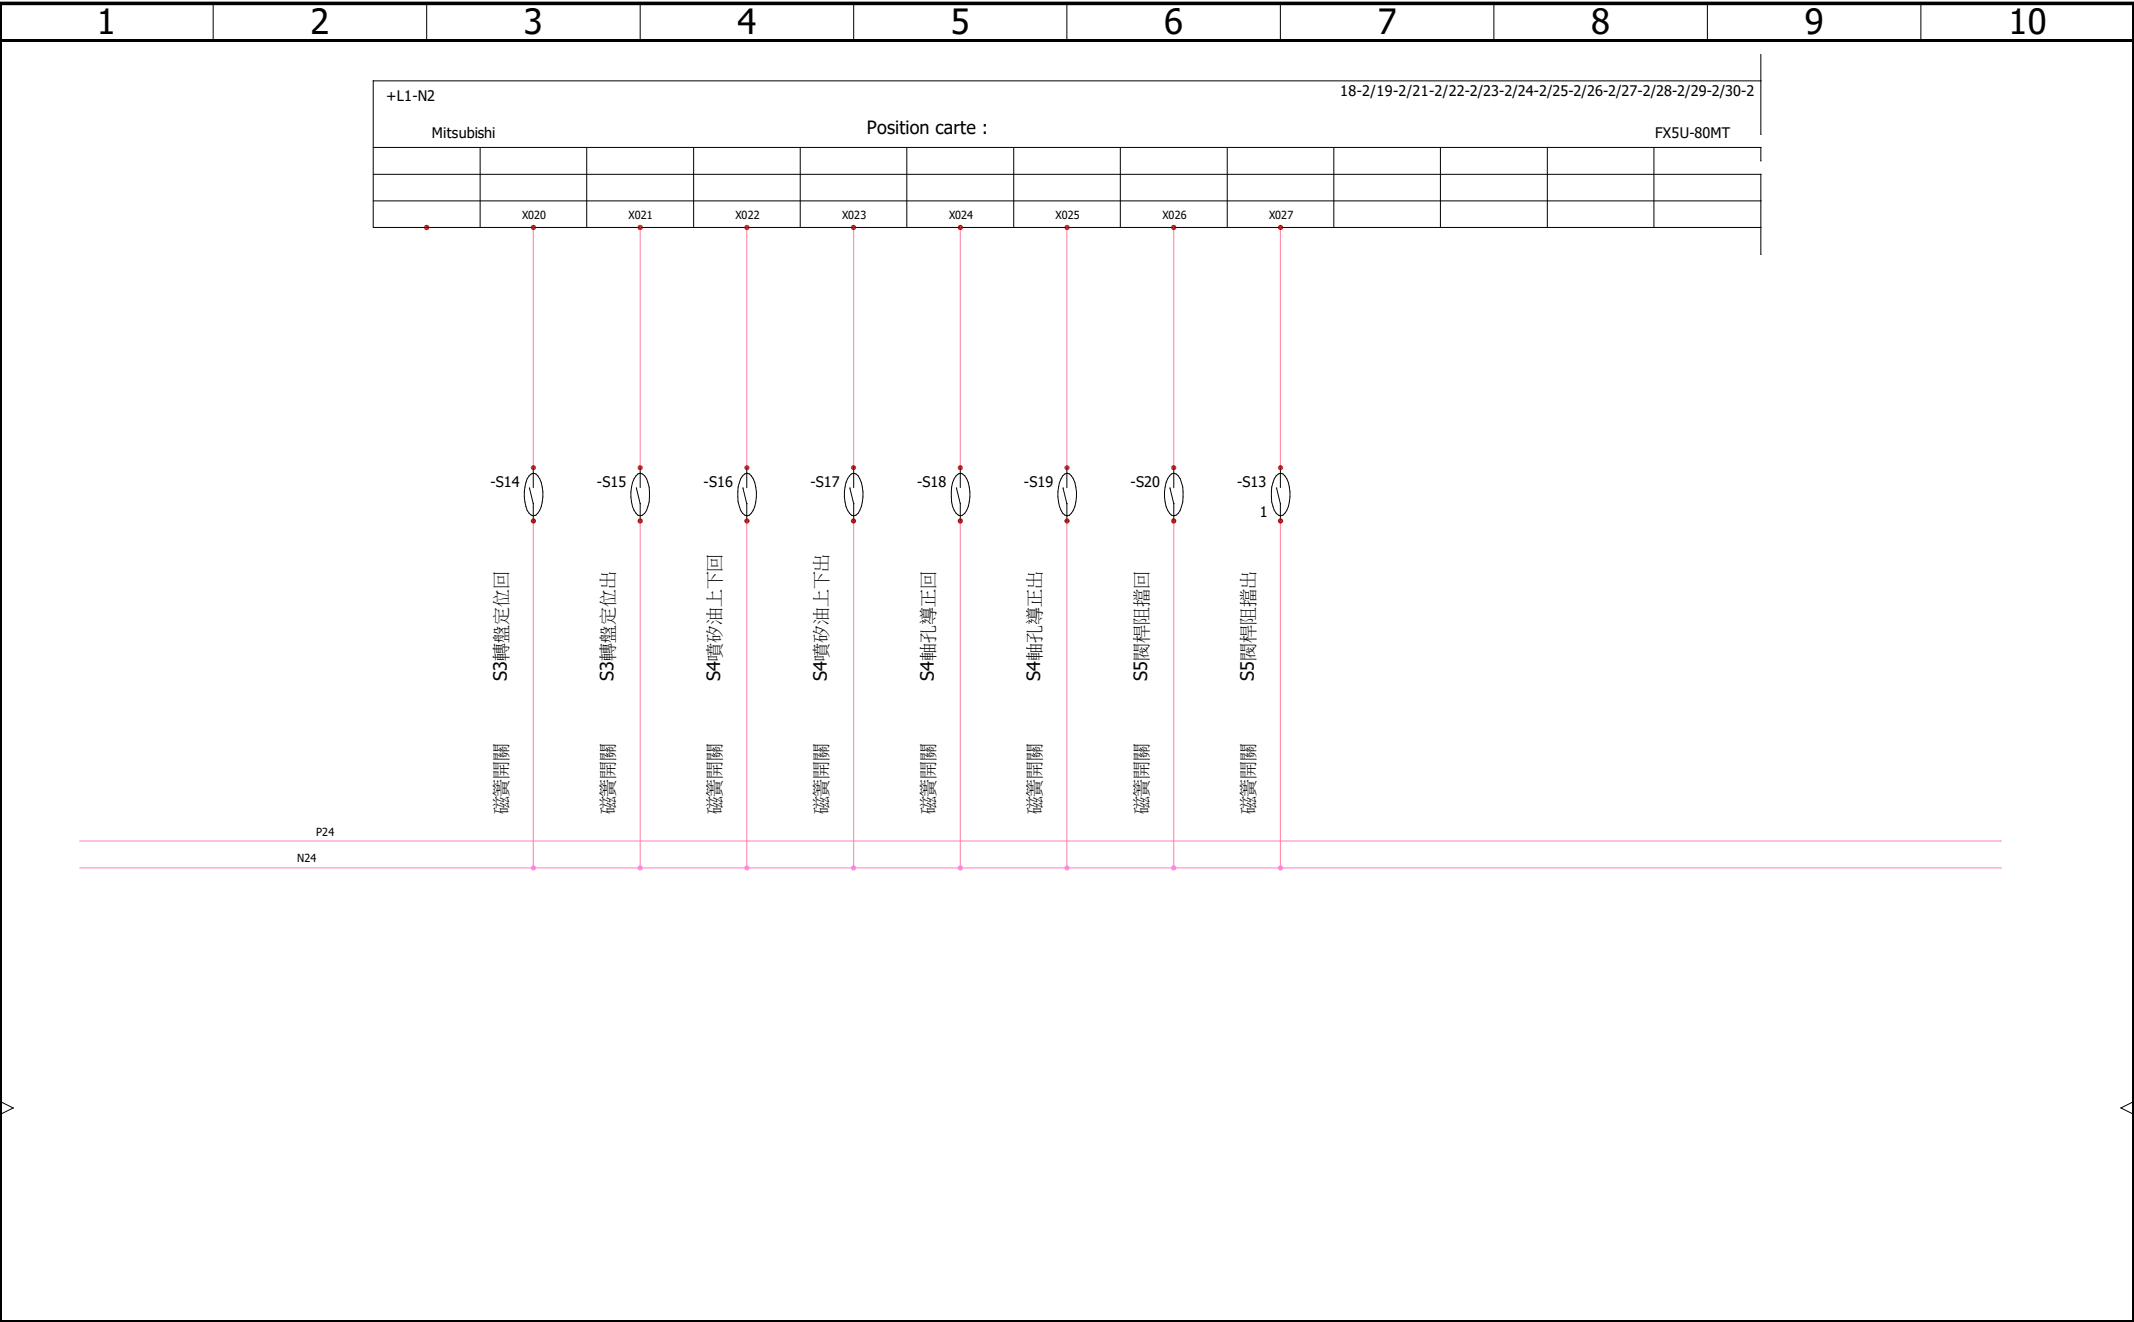 1 2 3 4 5 6 7 8 9 10
+L1-N2
18-2/19-2/21-2/22-2/23-2/24-2/25-2/26-2/27-2/28-2/29-2/30-2
Mitsubishi
Position carte :
FX5U-80MT
X020 X021 X022 X023 X024 X025 X026 X027
-S14 -S15 -S16 -S17 -S18 -S19 -S20 -S13
1
S3轉盤定位回
S3轉盤定位出
S4噴矽油上下回
S4噴矽油上下出
S4軸孔導正回
S4軸孔導正出
S5閥桿阻擋回
S5閥桿阻擋出
磁簧開關
磁簧開關
磁簧開關
磁簧開關
磁簧開關
磁簧開關
磁簧開關
磁簧開關
P24
N24